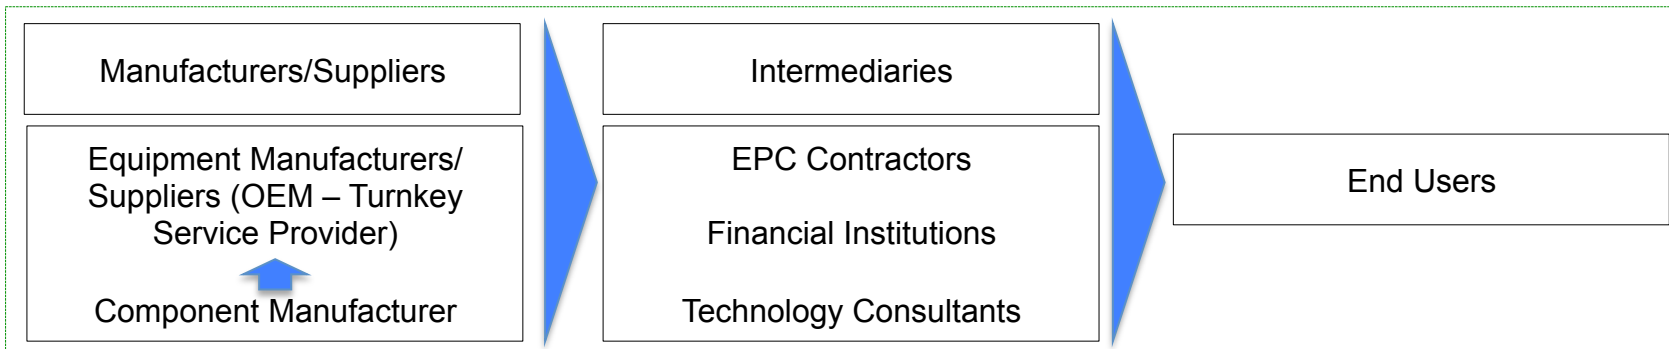 Manufacturers/Suppliers
Equipment Manufacturers/
Suppliers (OEM – Turnkey
Service Provider)
Component Manufacturer
Intermediaries
EPC Contractors
Financial Institutions
Technology Consultants
End Users